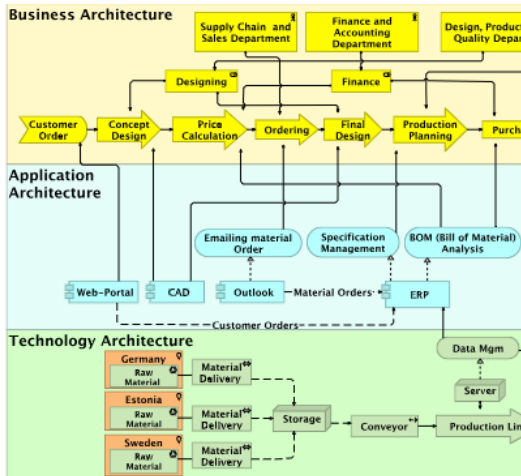 Business Architecture
Supply Chain and
Sales Department
Finance and
Accounting
Department
Design, Product
Quality Depar
Designing
Finance
Customer
Order
Concept
Design
Price
Calculation
Ordering
Final
Design
Production
Planning
Purch
Application
Architecture
Emailing material
Order
Specification
Management
BOM (Bill of Material)
Analysis
Web-Portal
CAD
Outlook
Material Orders
ERP
Customer Orders
Technology Architecture
Data Mgm
Germany
Raw
Material
Material
Delivery
Server
Estonia
Raw
Material
Material
Delivery
Storage
Conveyor
Production Lin
Sweden
Raw
Material
Material
Delivery